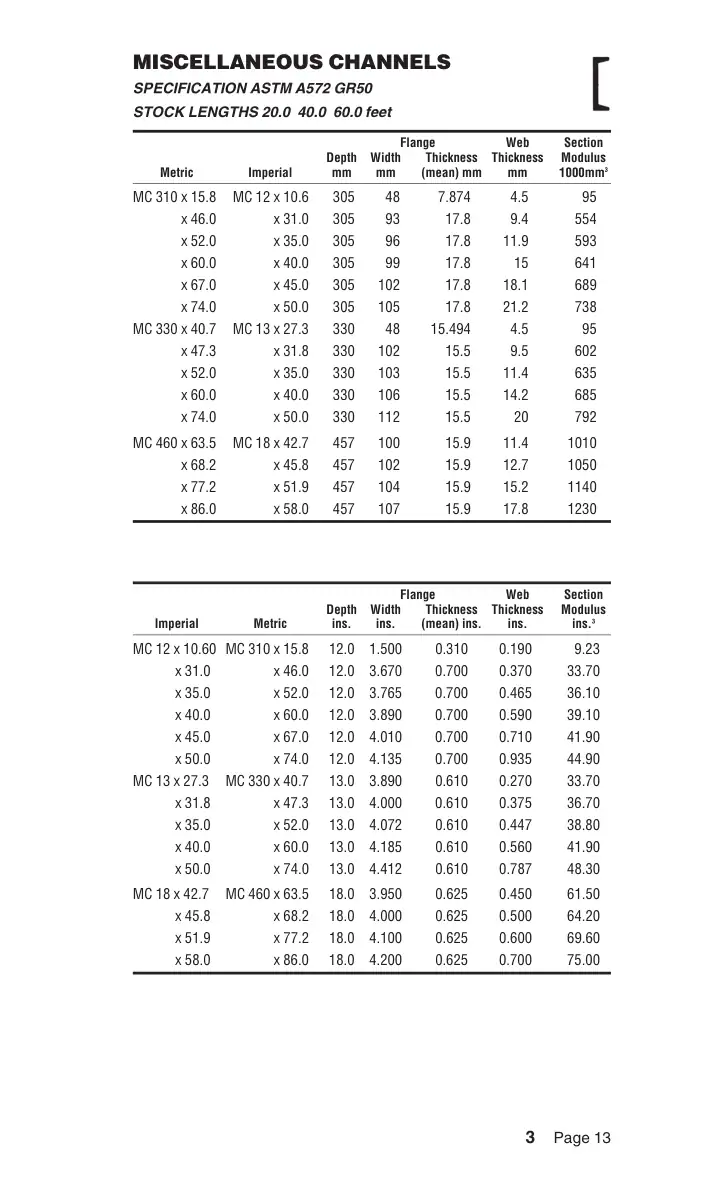 MISCELLANEOUS CHANNELS
SPECIFICATION ASTM A572 GR50
STOCK LENGTHS 20.0 40.0 60.0 feet
Flange Web Section
Depth Width Thickness Thickness Modulus
Metric Imperial mm mm (mean) mm mm 1000mm³
MC 310 x 15.8 MC 12 x 10.6 305 48 7.874 4.5 95
x 46.0 x 31.0 305 93 17.8 9.4 554
x 52.0 x 35.0 305 96 17.8 11.9 593
x 60.0 x 40.0 305 99 17.8 15 641
x 67.0 x 45.0 305 102 17.8 18.1 689
x 74.0 x 50.0 305 105 17.8 21.2 738
MC 330 x 40.7 MC 13 x 27.3 330 48 15.494 4.5 95
x 47.3 x 31.8 330 102 15.5 9.5 602
x 52.0 x 35.0 330 103 15.5 11.4 635
x 60.0 x 40.0 330 106 15.5 14.2 685
x 74.0 x 50.0 330 112 15.5 20 792
MC 460 x 63.5 MC 18 x 42.7 457 100 15.9 11.4 1010
x 68.2 x 45.8 457 102 15.9 12.7 1050
x 77.2 x 51.9 457 104 15.9 15.2 1140
x 86.0 x 58.0 457 107 15.9 17.8 1230
Flange Web Section
Depth Width Thickness Thickness Modulus
Imperial Metric ins. ins. (mean) ins. ins. ins.³
MC 12 x 10.60 MC 310 x 15.8 12.0 1.500 0.310 0.190 9.23
x 31.0 x 46.0 12.0 3.670 0.700 0.370 33.70
x 35.0 x 52.0 12.0 3.765 0.700 0.465 36.10
x 40.0 x 60.0 12.0 3.890 0.700 0.590 39.10
x 45.0 x 67.0 12.0 4.010 0.700 0.710 41.90
x 50.0 x 74.0 12.0 4.135 0.700 0.935 44.90
MC 13 x 27.3 MC 330 x 40.7 13.0 3.890 0.610 0.270 33.70
x 31.8 x 47.3 13.0 4.000 0.610 0.375 36.70
x 35.0 x 52.0 13.0 4.072 0.610 0.447 38.80
x 40.0 x 60.0 13.0 4.185 0.610 0.560 41.90
x 50.0 x 74.0 13.0 4.412 0.610 0.787 48.30
MC 18 x 42.7 MC 460 x 63.5 18.0 3.950 0.625 0.450 61.50
x 45.8 x 68.2 18.0 4.000 0.625 0.500 64.20
x 51.9 x 77.2 18.0 4.100 0.625 0.600 69.60
x 58.0 x 86.0 18.0 4.200 0.625 0.700 75.00
3 Page 13